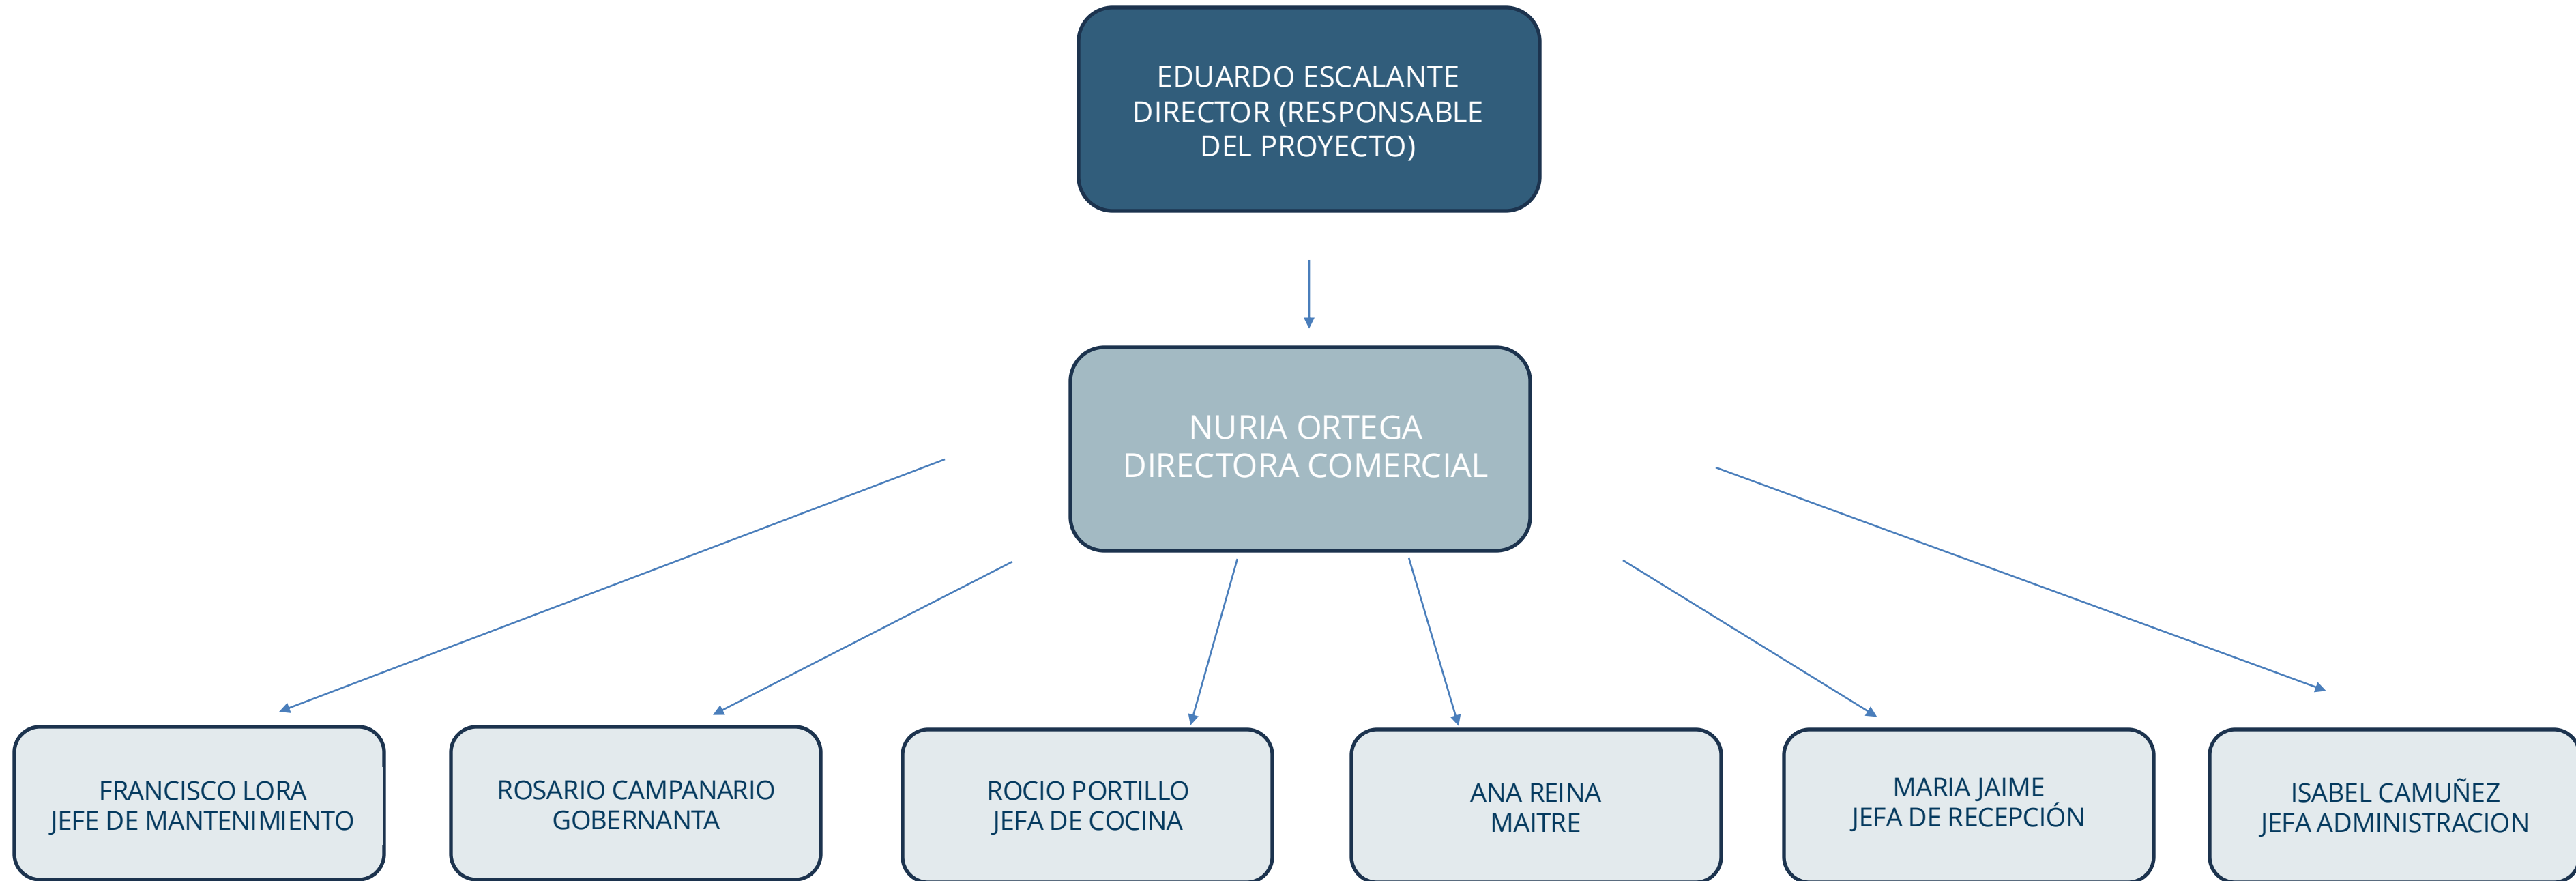 EDUARDO ESCALANTE
DIRECTOR (RESPONSABLE
DEL PROYECTO)
NURIA ORTEGA
DIRECTORA COMERCIAL
FRANCISCO LORA
JEFE DE MANTENIMIENTO
ROSARIO CAMPANARIO
GOBERNANTA
ROCIO PORTILLO
JEFA DE COCINA
ANA REINA
MAITRE
MARIA JAIME
JEFA DE RECEPCIÓN
ISABEL CAMUÑEZ
JEFA ADMINISTRACION